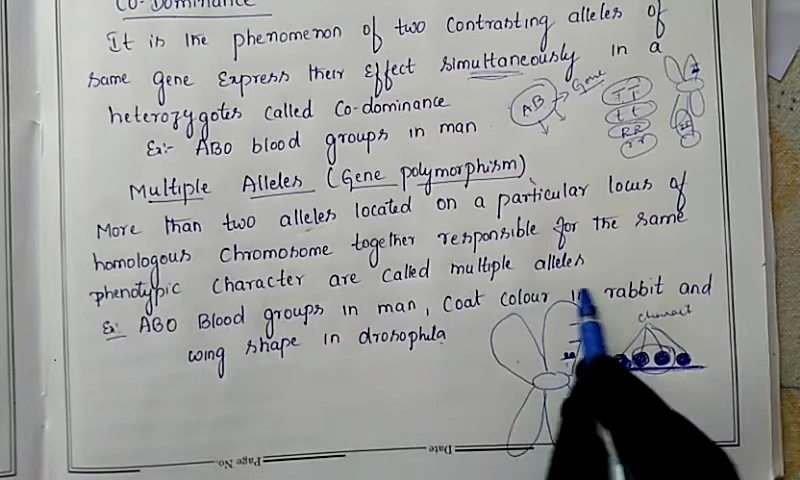 Co-Dominance
It is the phenomenon of two contrasting alleles of
same gene express their effect simultaneously in a
heterozygotes called Co-dominance
Ex:- ABO blood groups in man
AB
Gene
TT
tt
RR
rr
Multiple Alleles (Gene polymorphism)
More than two alleles located on a particular locus of
homologous chromosome together responsible for the same
phenotypic character are called multiple alleles
Ex: ABO Blood groups in man, Coat colour in rabbit and
wing shape in drosophila
Page No.
Date